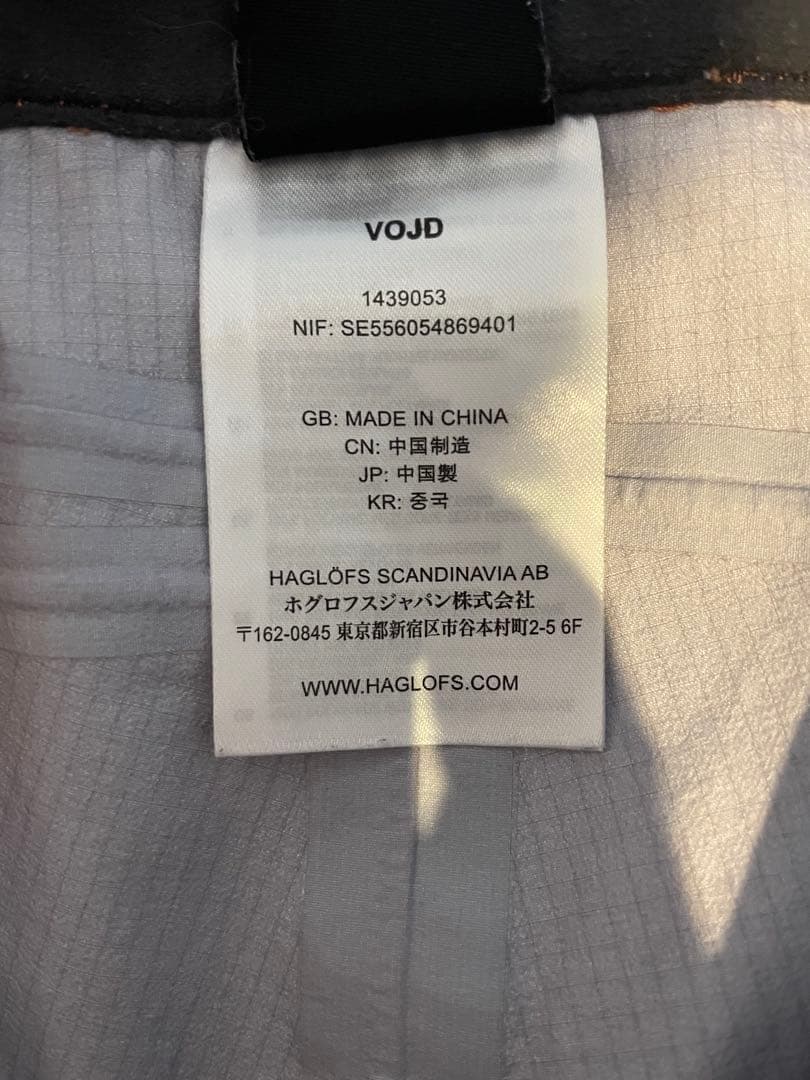 VOJD
1439053
NIF: SE556054869401
GB: MADE IN CHINA
CN: 中国制造
JP: 中国製
KR: 중국
HAGLÖFS SCANDINAVIA AB
ホグロフスジャパン株式会社
〒162-0845 東京都新宿区市谷本村町2-5 6F
WWW.HAGLOFS.COM